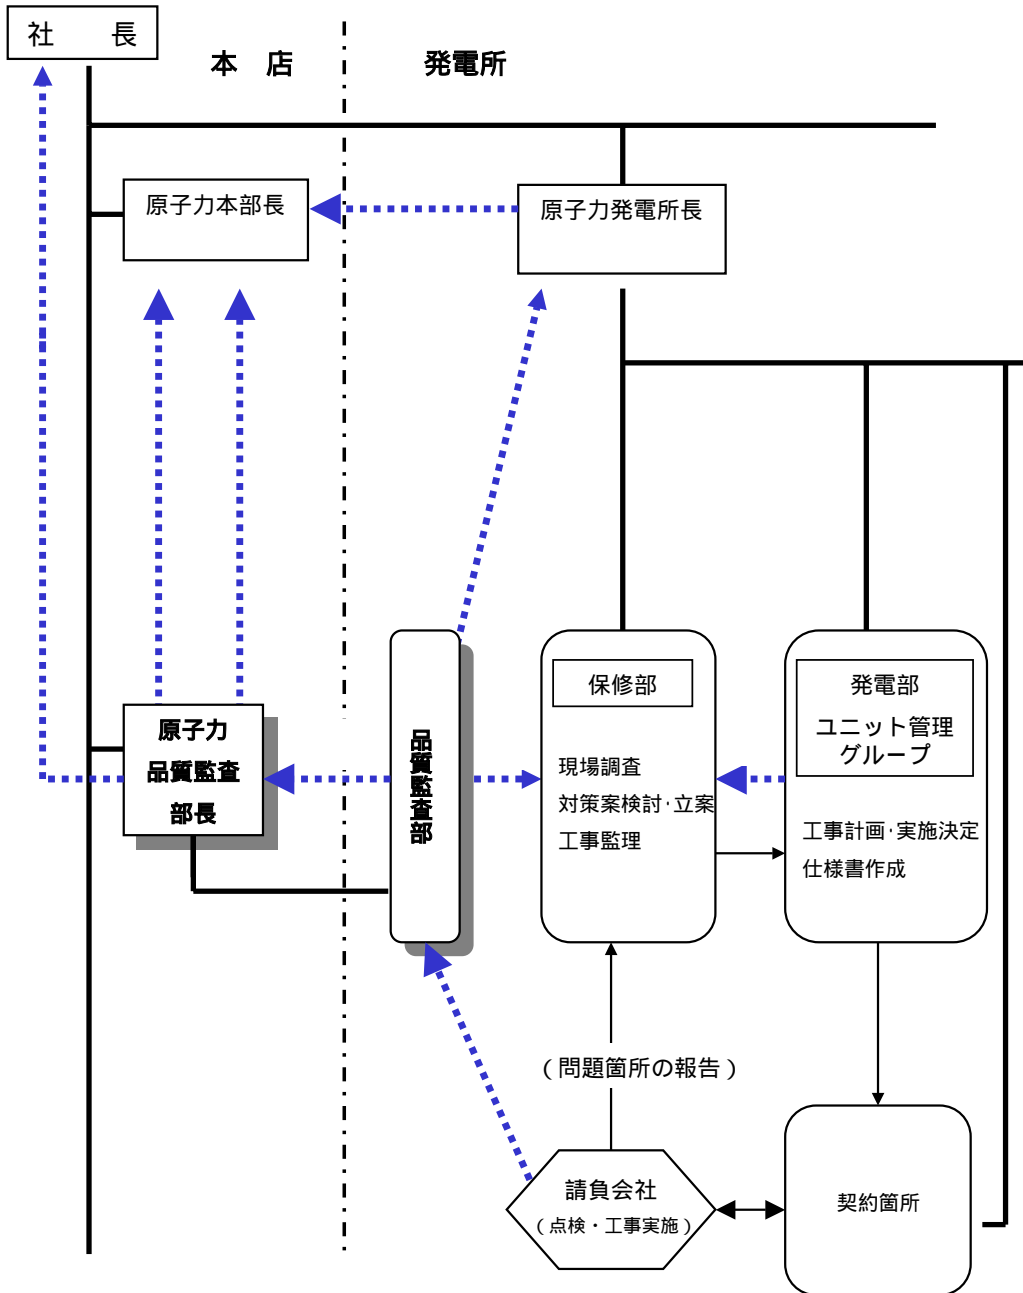 社　　長
本　店
発電所
原子力本部長
原子力発電所長
原子力
品質監査
部長
品質監査部
保修部
現場調査
対策案検討・立案
工事監理
発電部
ユニット管理
グループ
工事計画・実施決定
仕様書作成
（問題箇所の報告）
請負会社
（点検・工事実施）
契約箇所